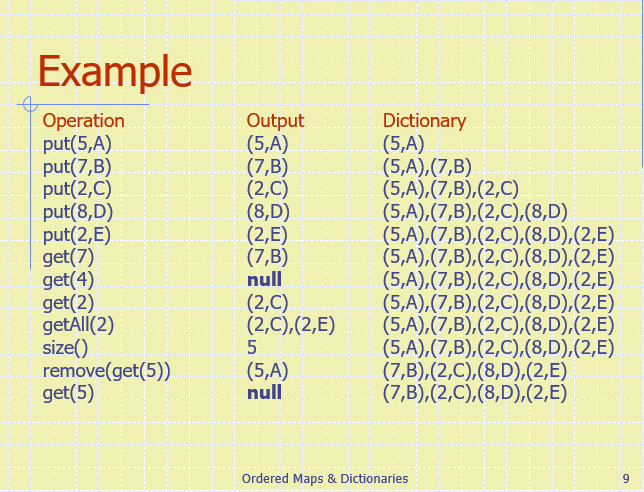 Example
Operation Output Dictionary
put(5,A) (5,A) (5,A)
put(7,B) (7,B) (5,A),(7,B)
put(2,C) (2,C) (5,A),(7,B),(2,C)
put(8,D) (8,D) (5,A),(7,B),(2,C),(8,D)
put(2,E) (2,E) (5,A),(7,B),(2,C),(8,D),(2,E)
get(7) (7,B) (5,A),(7,B),(2,C),(8,D),(2,E)
get(4) null (5,A),(7,B),(2,C),(8,D),(2,E)
get(2) (2,C) (5,A),(7,B),(2,C),(8,D),(2,E)
getAll(2) (2,C),(2,E) (5,A),(7,B),(2,C),(8,D),(2,E)
size() 5 (5,A),(7,B),(2,C),(8,D),(2,E)
remove(get(5)) (5,A) (7,B),(2,C),(8,D),(2,E)
get(5) null (7,B),(2,C),(8,D),(2,E)
Ordered Maps & Dictionaries 9